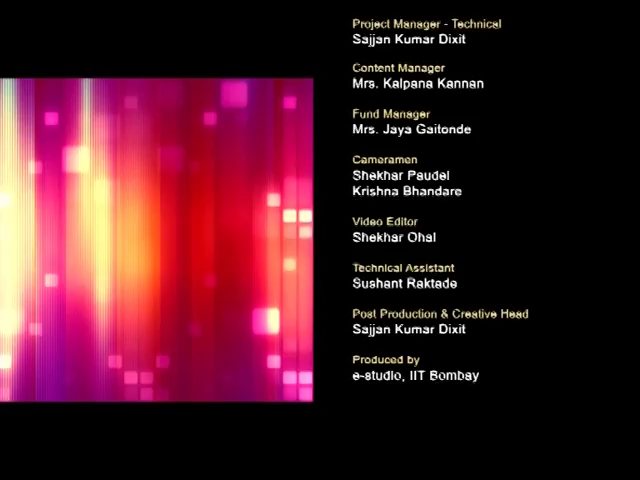 Project Manager - Technical
Sajjan Kumar Dixit
Content Manager
Mrs. Kalpana Kannan
Fund Manager
Mrs. Jaya Gaitonde
Cameramen
Shekhar Paudel
Krishna Bhandare
Video Editor
Shekhar Ohal
Technical Assistant
Sushant Raktade
Post Production & Creative Head
Sajjan Kumar Dixit
Produced by
e-studio, IIT Bombay